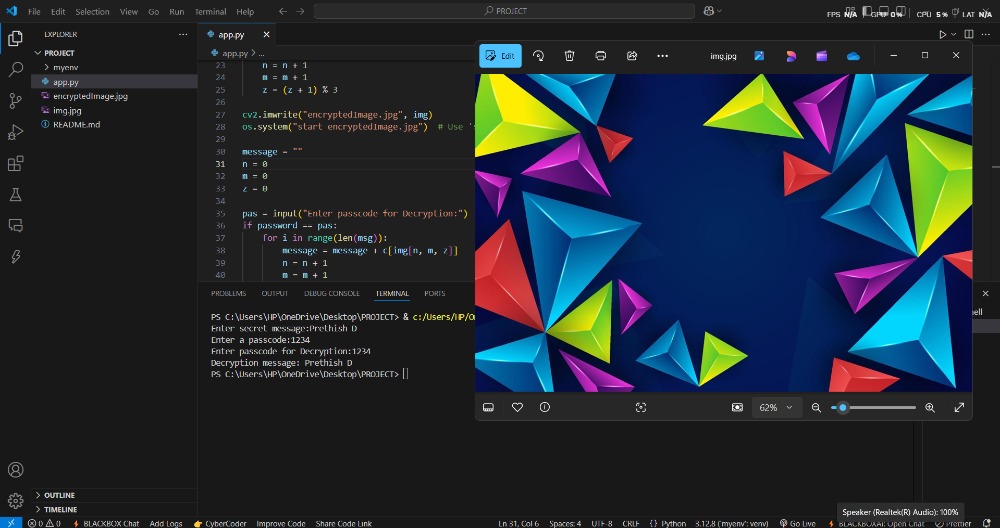 File Edit Selection View Go Run Terminal Help
PROJECT
FPS N/A GPU 0% CPU 5% LAT N/A
EXPLORER
PROJECT
myenv
app.py
encryptedImage.jpg
img.jpg
README.md
OUTLINE
TIMELINE
app.py
app.py > ...
23 n = n + 1
24 m = m + 1
25 z = (z + 1) % 3
26
27 cv2.imwrite("encryptedImage.jpg", img)
28 os.system("start encryptedImage.jpg") # Use 's
29
30 message = ""
31 n = 0
32 m = 0
33 z = 0
34
35 pas = input("Enter passcode for Decryption:")
36 if password == pas:
37 for i in range(len(msg)):
38 message = message + c[img[n, m, z]]
39 n = n + 1
40 m = m + 1
PROBLEMS OUTPUT DEBUG CONSOLE TERMINAL PORTS
PS C:\Users\HP\OneDrive\Desktop\PROJECT> & c:/Users/HP/On
Enter secret message:Prethish D
Enter a passcode:1234
Enter passcode for Decryption:1234
Decryption message: Prethish D
PS C:\Users\HP\OneDrive\Desktop\PROJECT>
Edit
img.jpg
62%
ell
Speaker (Realtek(R) Audio): 100%
0 0 BLACKBOX Chat Add Logs CyberCoder Improve Code Share Code Link Ln 31, Col 6 Spaces: 4 UTF-8 CRLF {} Python 3.12.8 ('myenv': venv) Go Live BLACKBOXAI: Open Chat Prettier